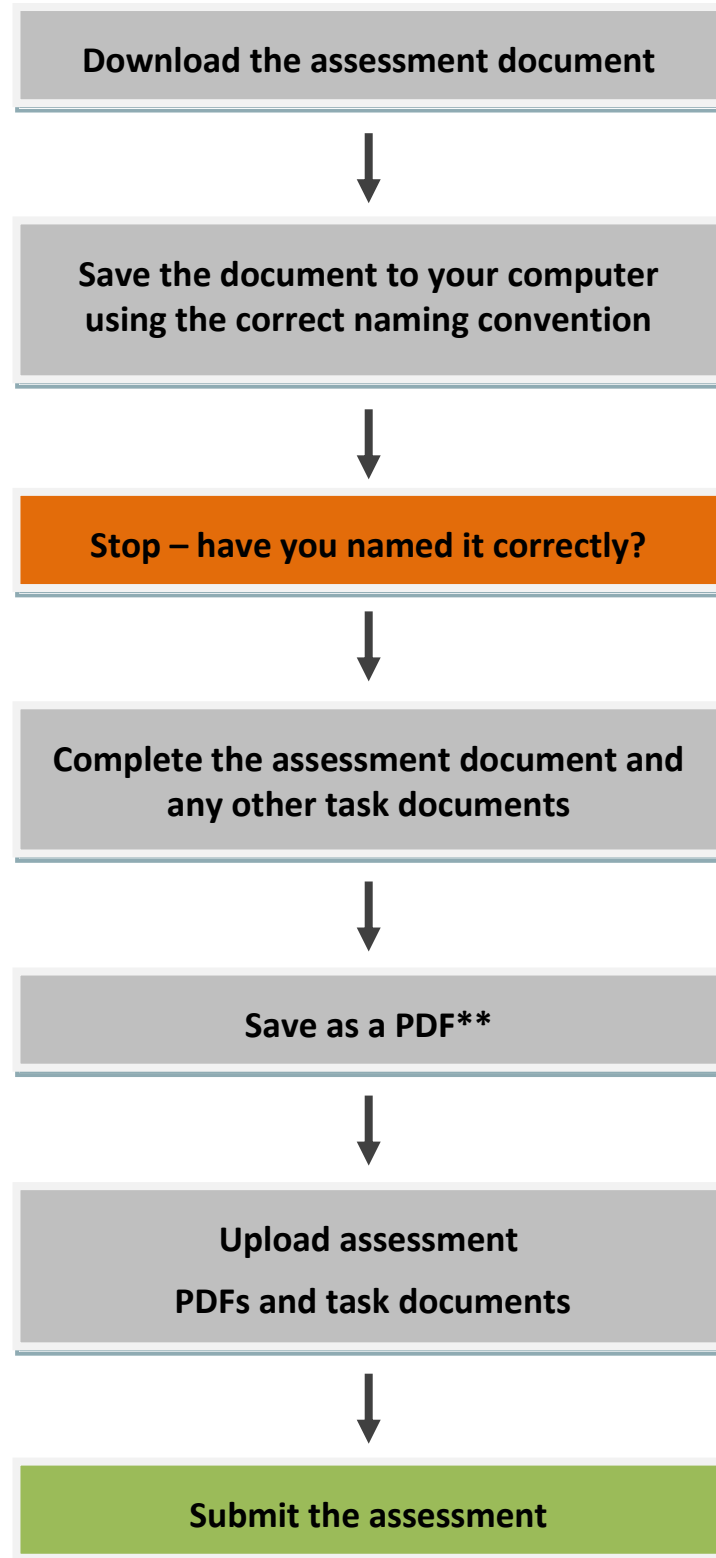 Download the assessment document
Save the document to your computer
using the correct naming convention
Stop – have you named it correctly?
Complete the assessment document and
any other task documents
Save as a PDF**
Upload assessment
PDFs and task documents
Submit the assessment